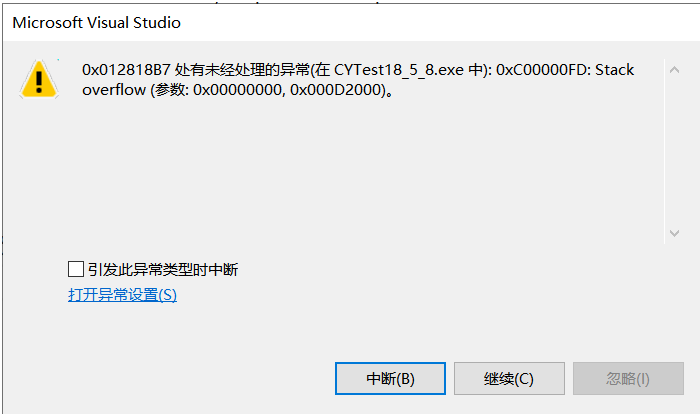 Microsoft Visual Studio
0x012818B7 处有未经处理的异常(在 CYTest18_5_8.exe 中): 0xC00000FD: Stack
overflow (参数: 0x00000000, 0x000D2000)。
引发此异常类型时中断
打开异常设置(S)
中断(B) 继续(C) 忽略(I)